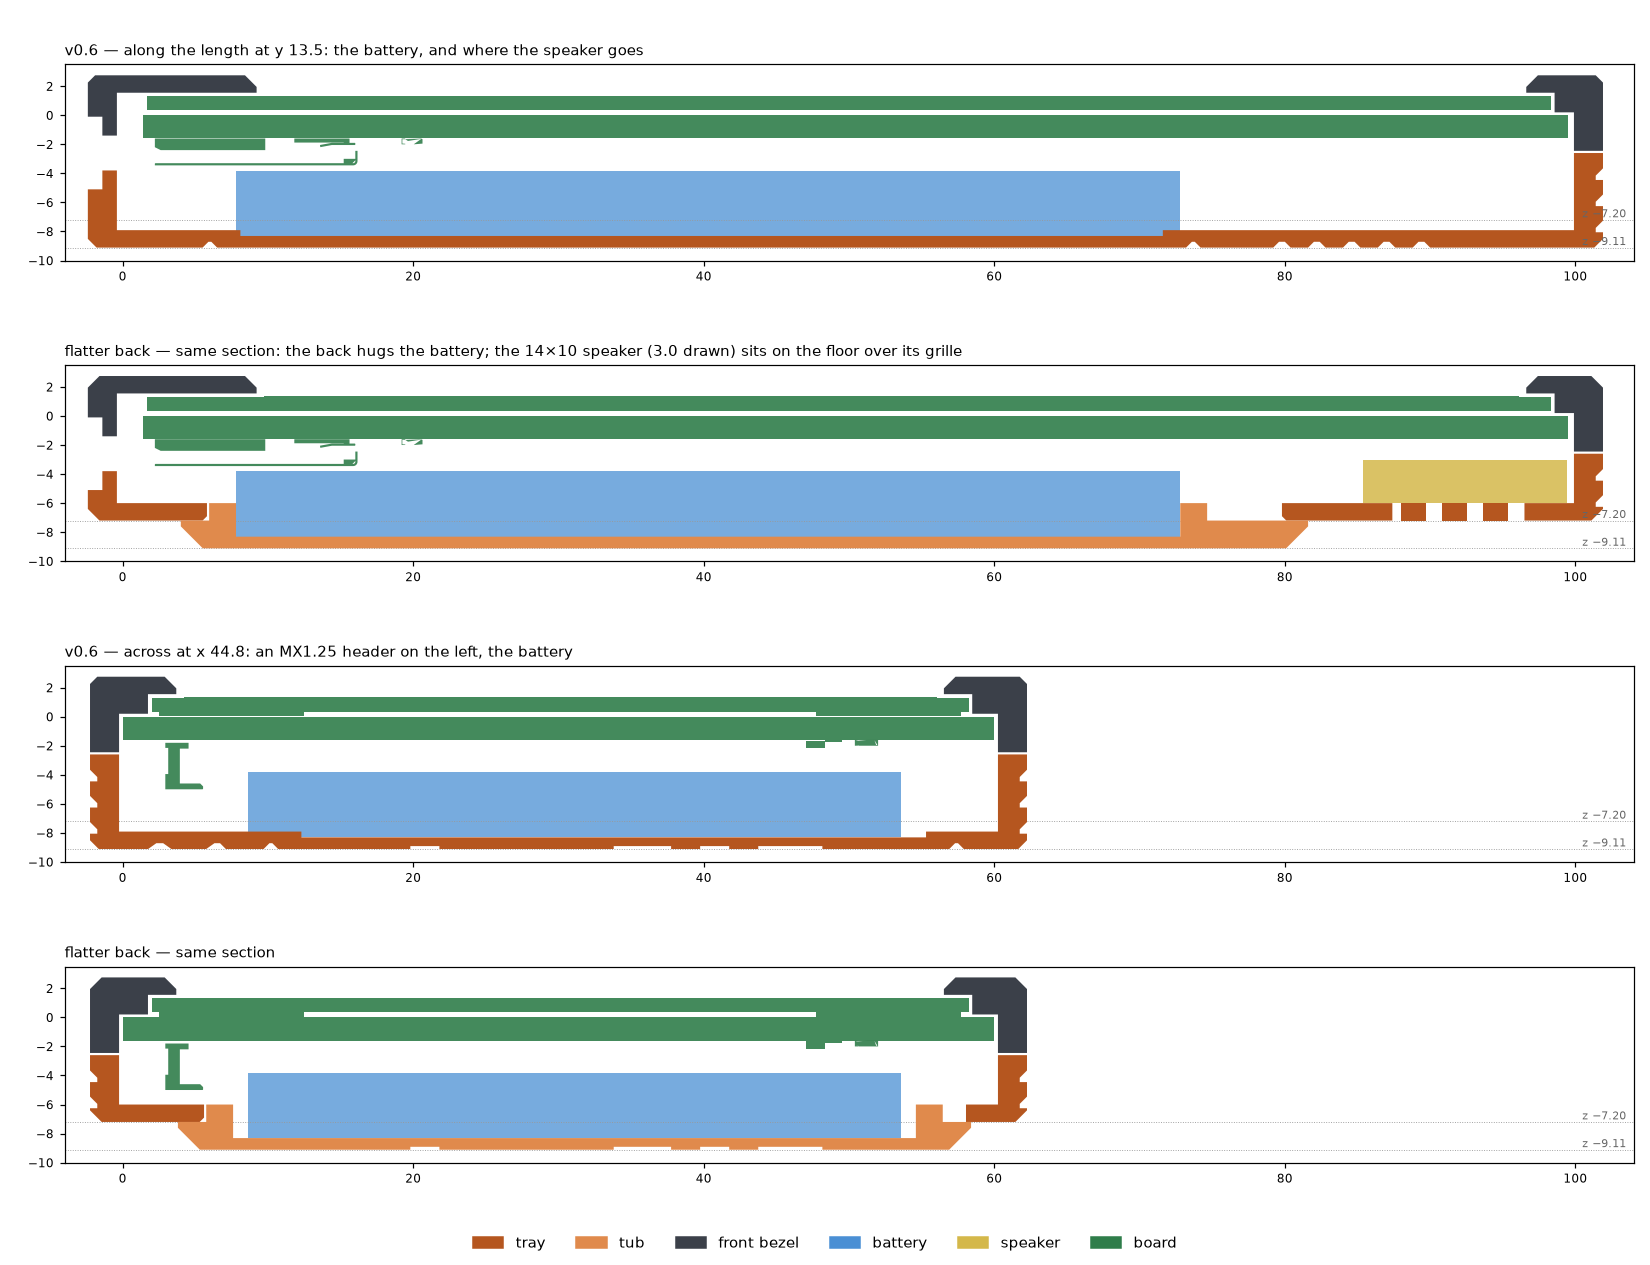 v0.6 — along the length at y 13.5: the battery, and where the speaker goes
2
0
−2
−4
−6
−8
−10
z −7.20
z −9.11
0 20 40 60 80 100
flatter back — same section: the back hugs the battery; the 14×10 speaker (3.0 drawn) sits on the floor over its grille
2
0
−2
−4
−6
−8
−10
z −7.20
z −9.11
0 20 40 60 80 100
v0.6 — across at x 44.8: an MX1.25 header on the left, the battery
2
0
−2
−4
−6
−8
−10
z −7.20
z −9.11
0 20 40 60 80 100
flatter back — same section
2
0
−2
−4
−6
−8
−10
z −7.20
z −9.11
0 20 40 60 80 100
tray tub front bezel battery speaker board